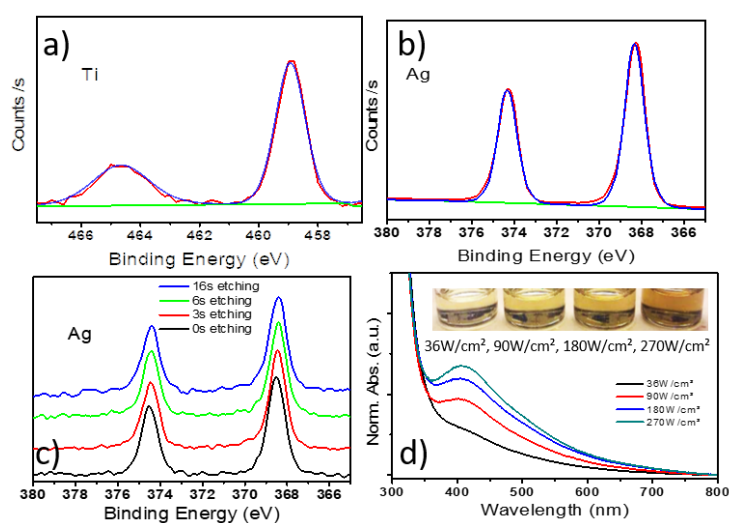 a)
Ti
Counts /s
466 464 462 460 458
Binding Energy (eV)
b)
Ag
Counts /s
380 378 376 374 372 370 368 366
Binding Energy (eV)
16s etching
6s etching
3s etching
0s etching
Ag
c)
380 378 376 374 372 370 368 366
Binding Energy (eV)
Norm. Abs. (a.u.)
36W/cm², 90W/cm², 180W/cm², 270W/cm²
36W/cm²
90W/cm²
180W/cm²
270W/cm²
d)
300 400 500 600 700 800
Wavelength (nm)